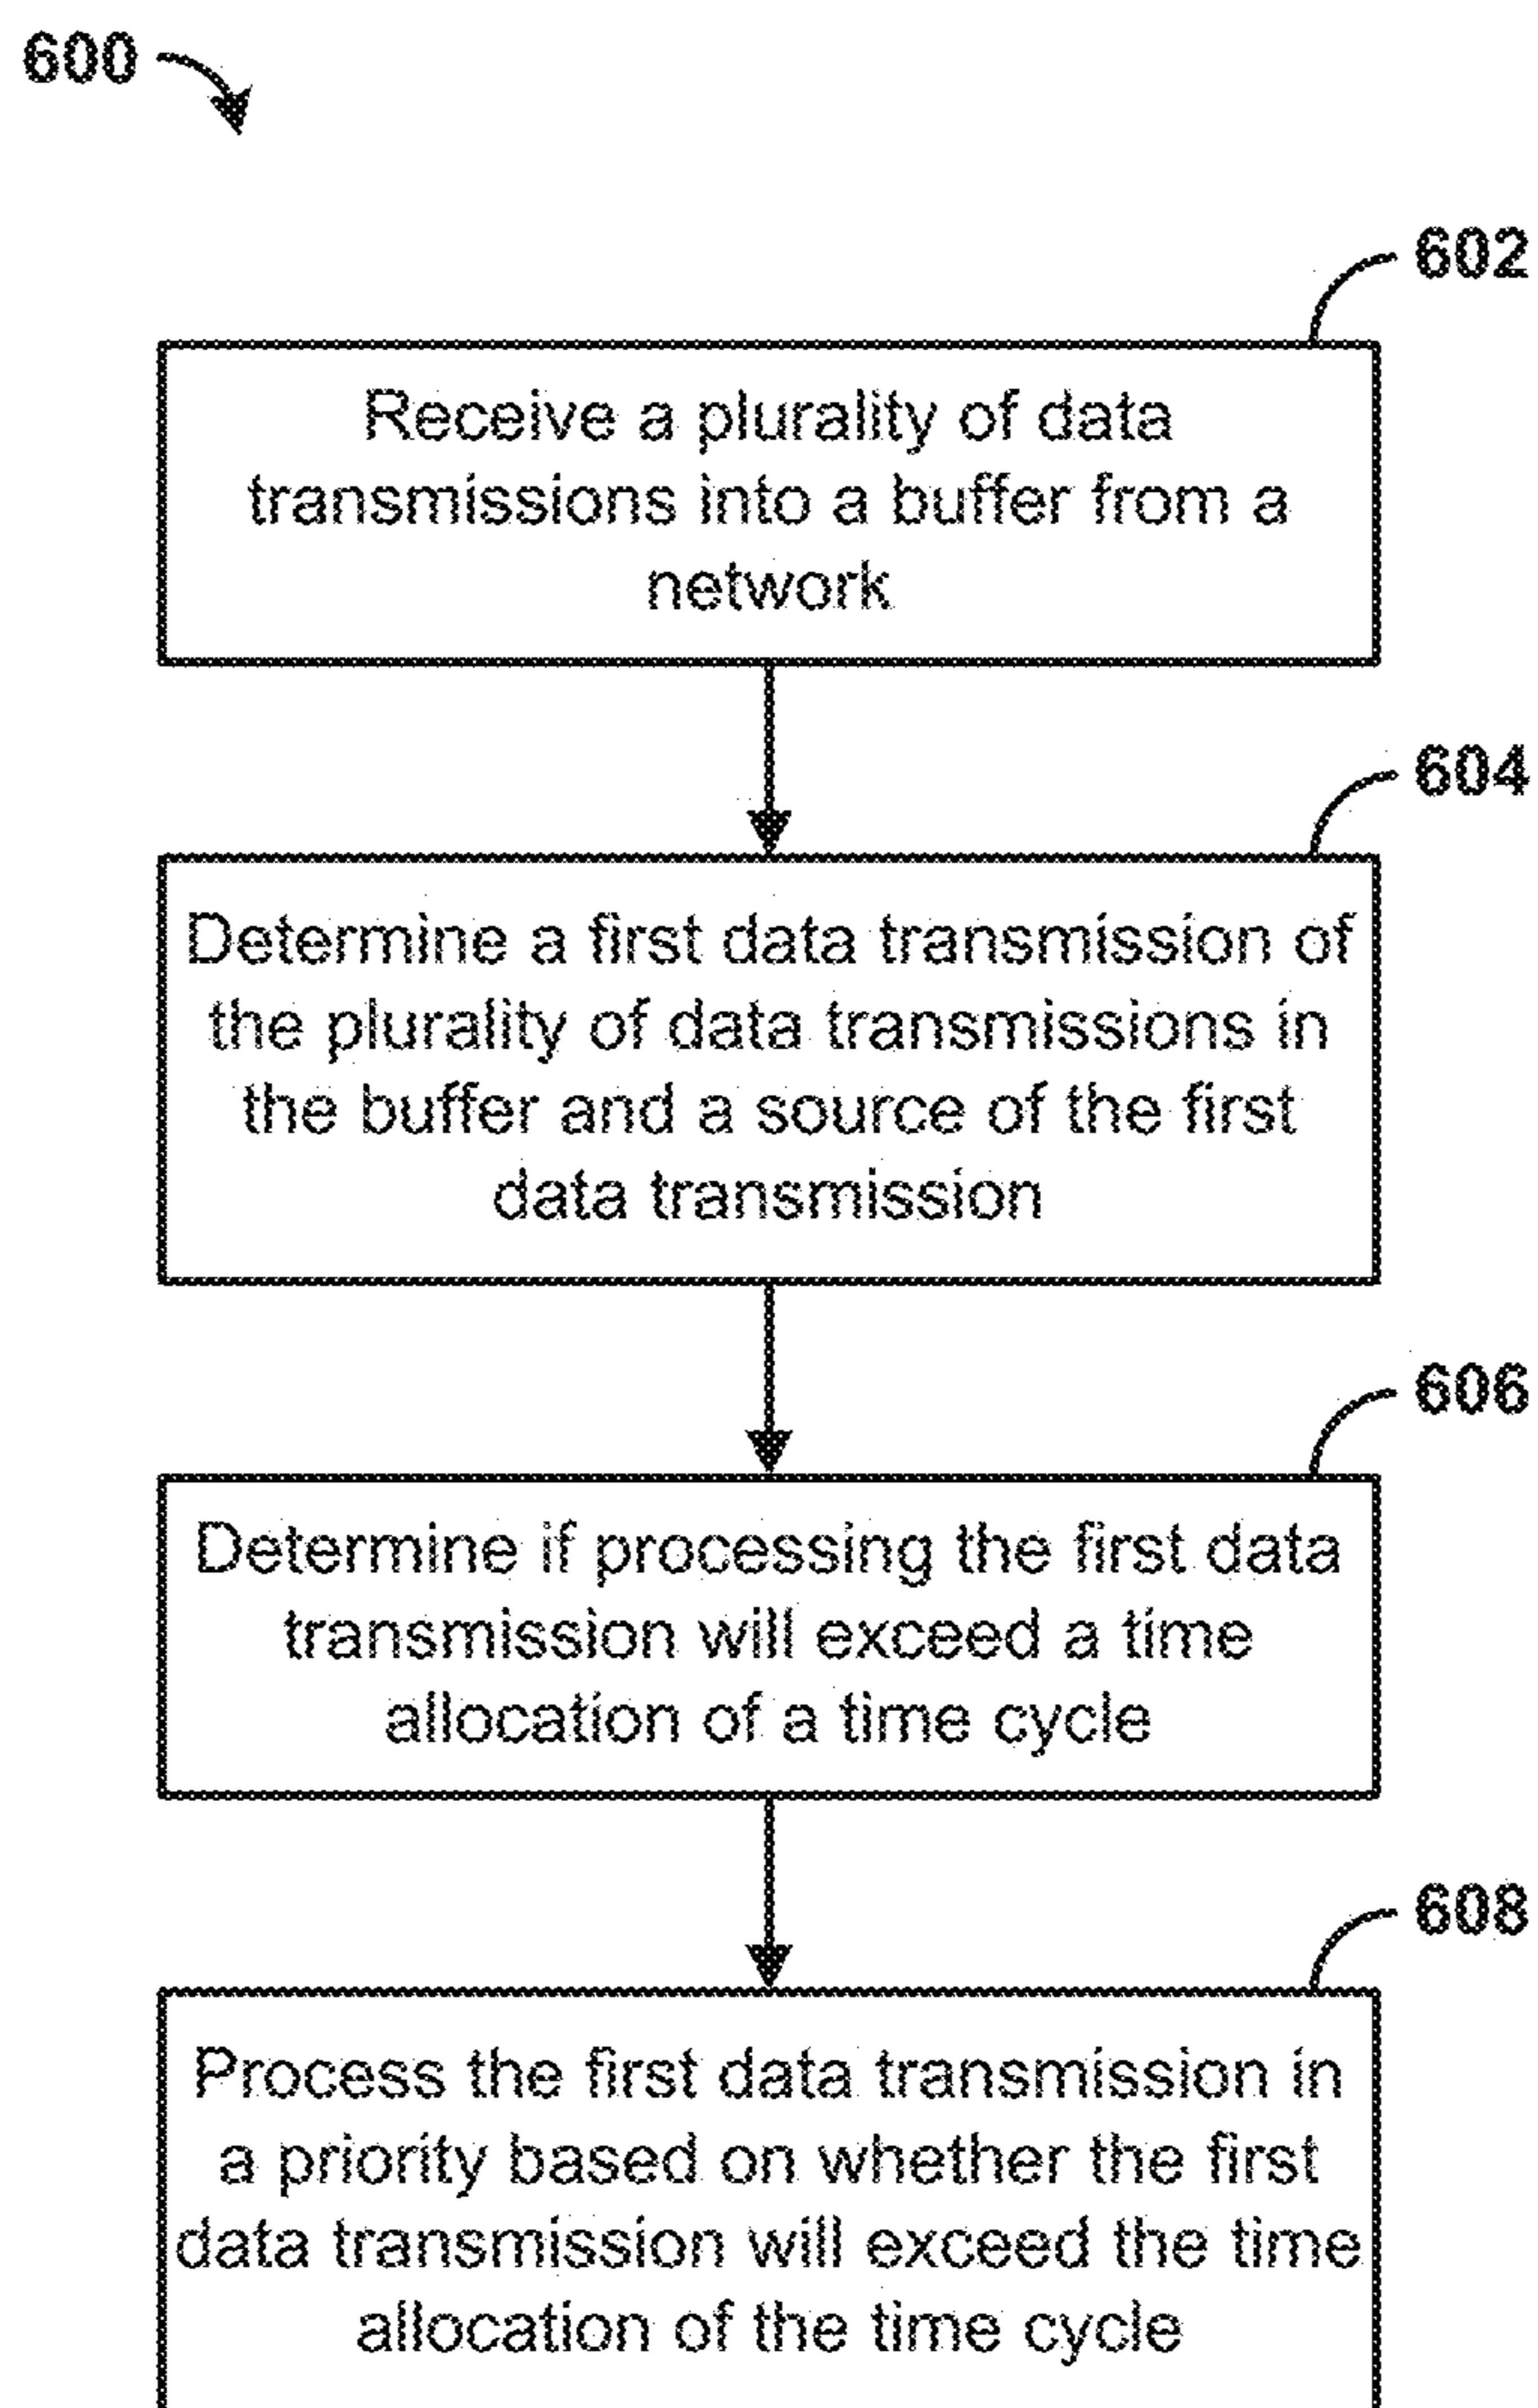 600
602
Receive a plurality of data
transmissions into a buffer from a
network
604
Determine a first data transmission of
the plurality of data transmissions in
the buffer and a source of the first
data transmission
606
Determine if processing the first data
transmission will exceed a time
allocation of a time cycle
608
Process the first data transmission in
a priority based on whether the first
data transmission will exceed the time
allocation of the time cycle